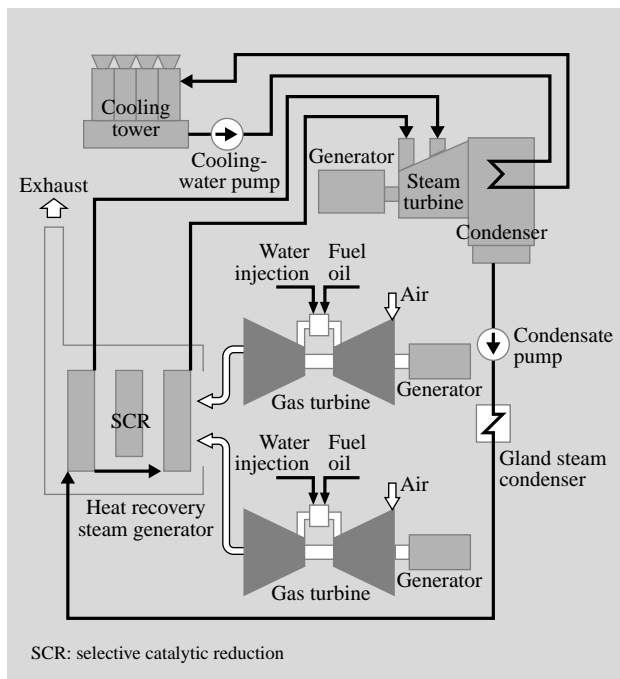 Cooling
tower
Cooling-
water pump
Generator
Steam
turbine
Condenser
Exhaust
Water
injection
Fuel
oil
Air
Condensate
pump
Generator
Gas turbine
SCR
Gland steam
condenser
Water
injection
Fuel
oil
Air
Heat recovery
steam generator
Generator
Gas turbine
SCR: selective catalytic reduction